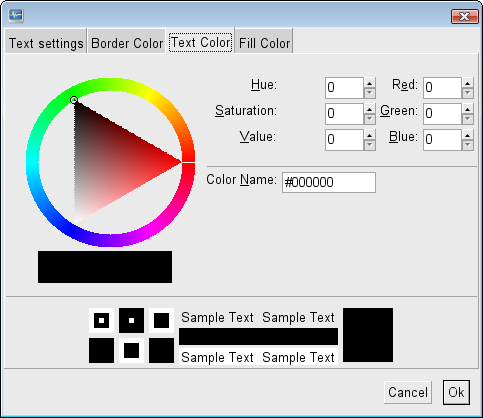 Text settings Border Color Text Color Fill Color
Hue: 0 Red: 0
Saturation: 0 Green: 0
Value: 0 Blue: 0
Color Name: #000000
Sample Text Sample Text
Sample Text Sample Text
Cancel Ok